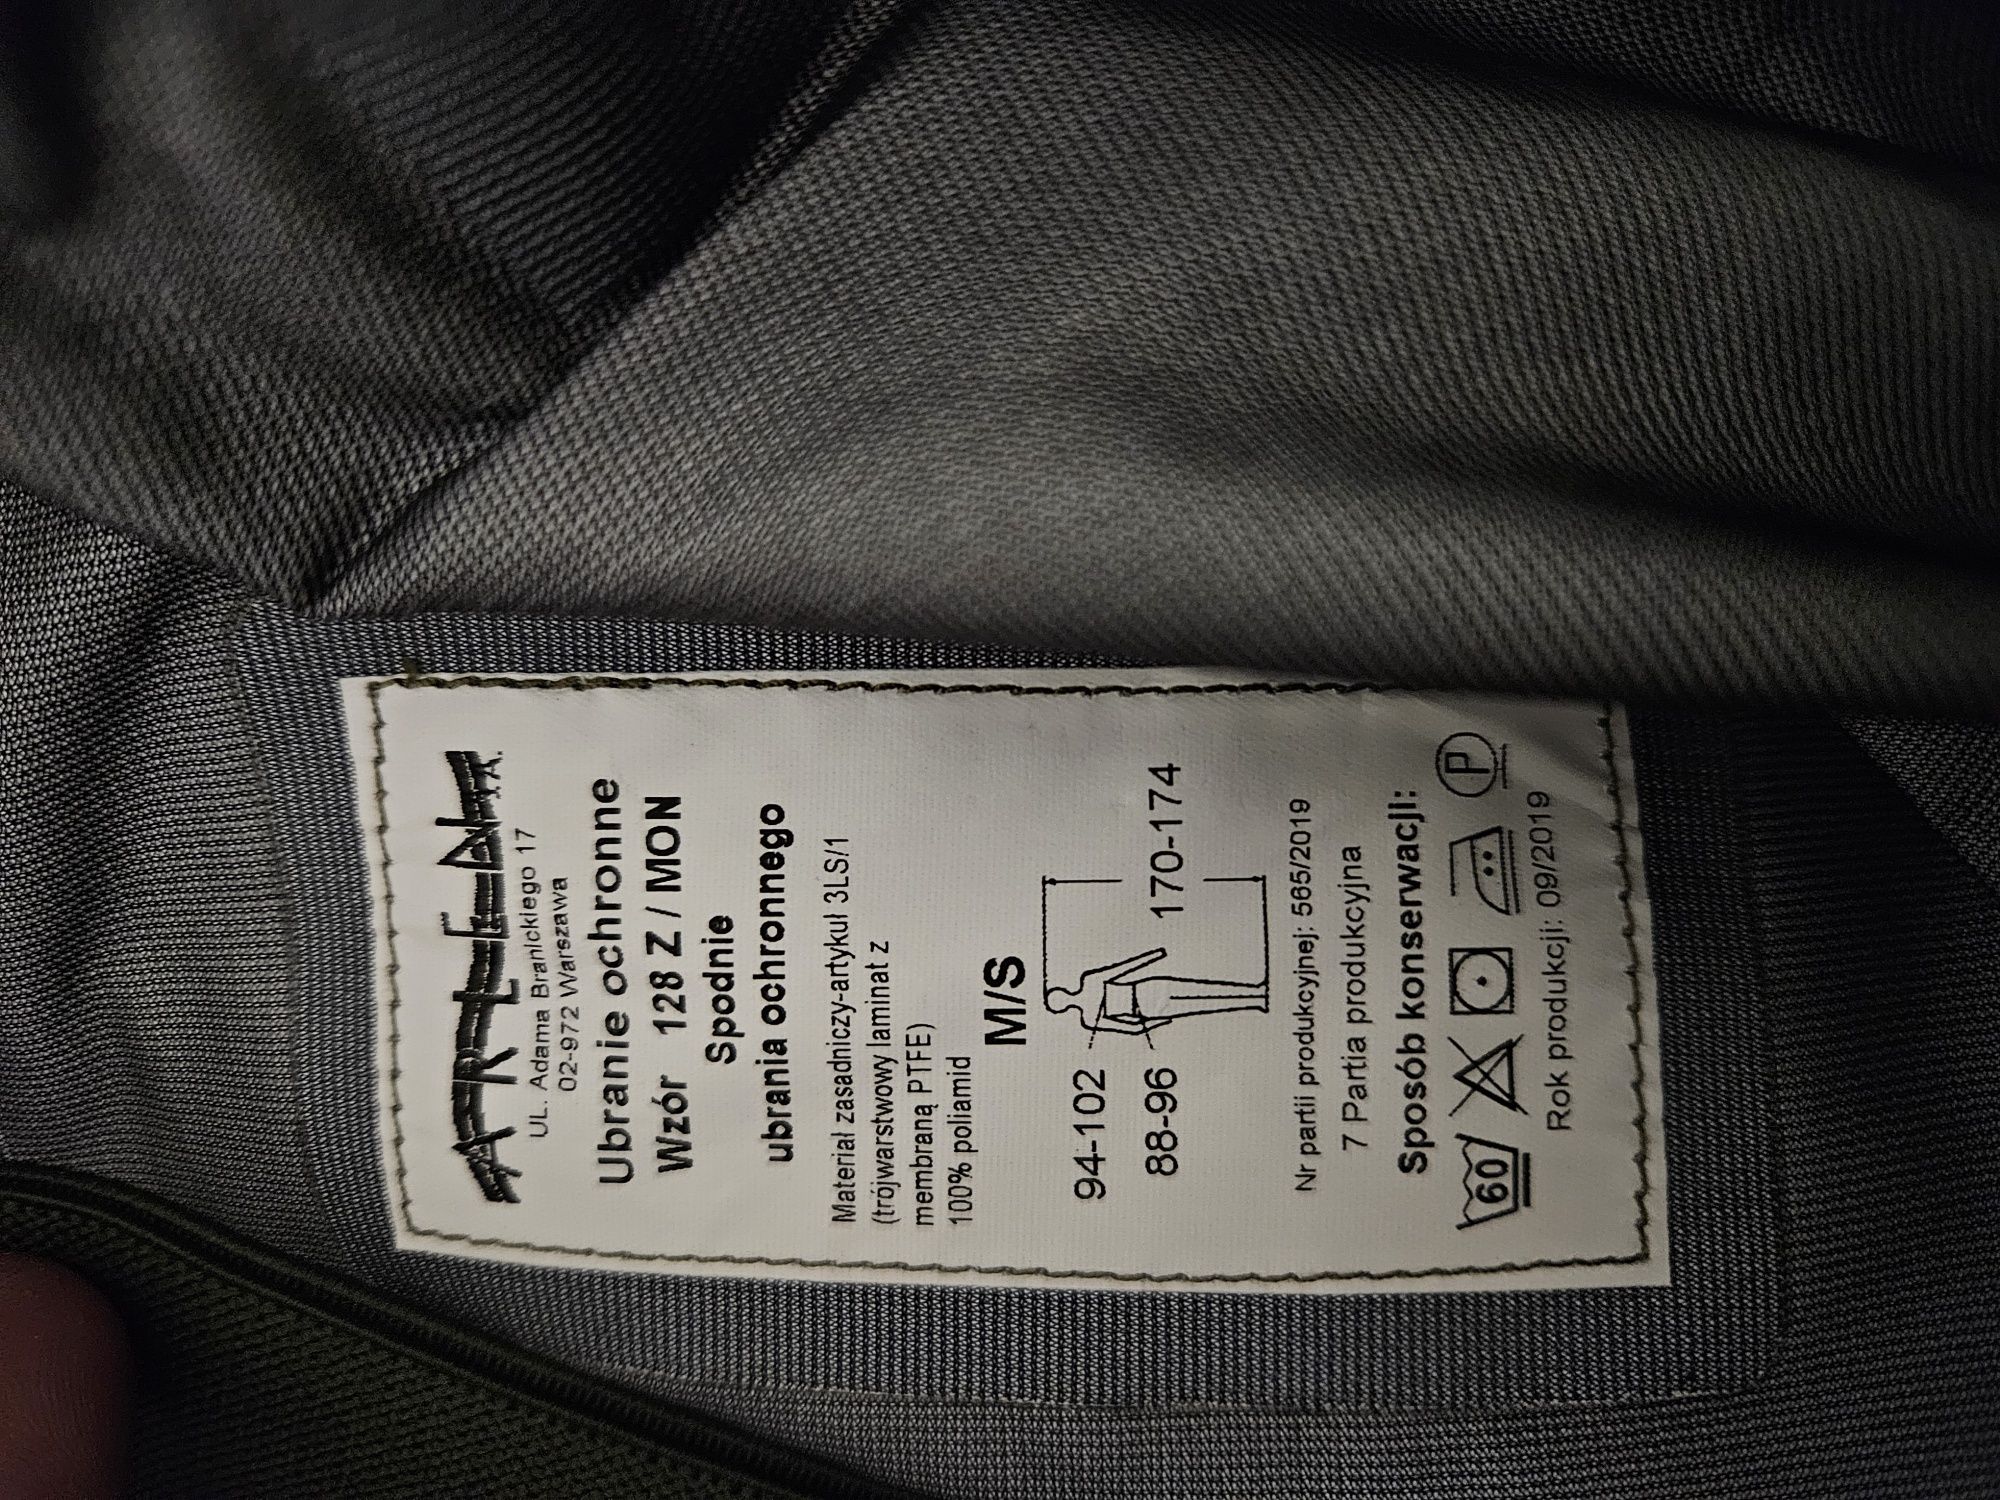 ARLEN S.A.
UL. Adama Branickiego 17
02-972 Warszawa
Ubranie ochronne
Wzór 128 Z / MON
Spodnie
ubrania ochronnego
Materiał zasadniczy-artykuł 3LS/1
(trójwarstwowy laminat z
membraną PTFE)
100% poliamid
M/S
94-102
88-96 170-174
Nr partii produkcyjnej: 565/2019
7 Partia produkcyjna
Sposób konserwacji:
60 P
Rok produkcji: 09/2019